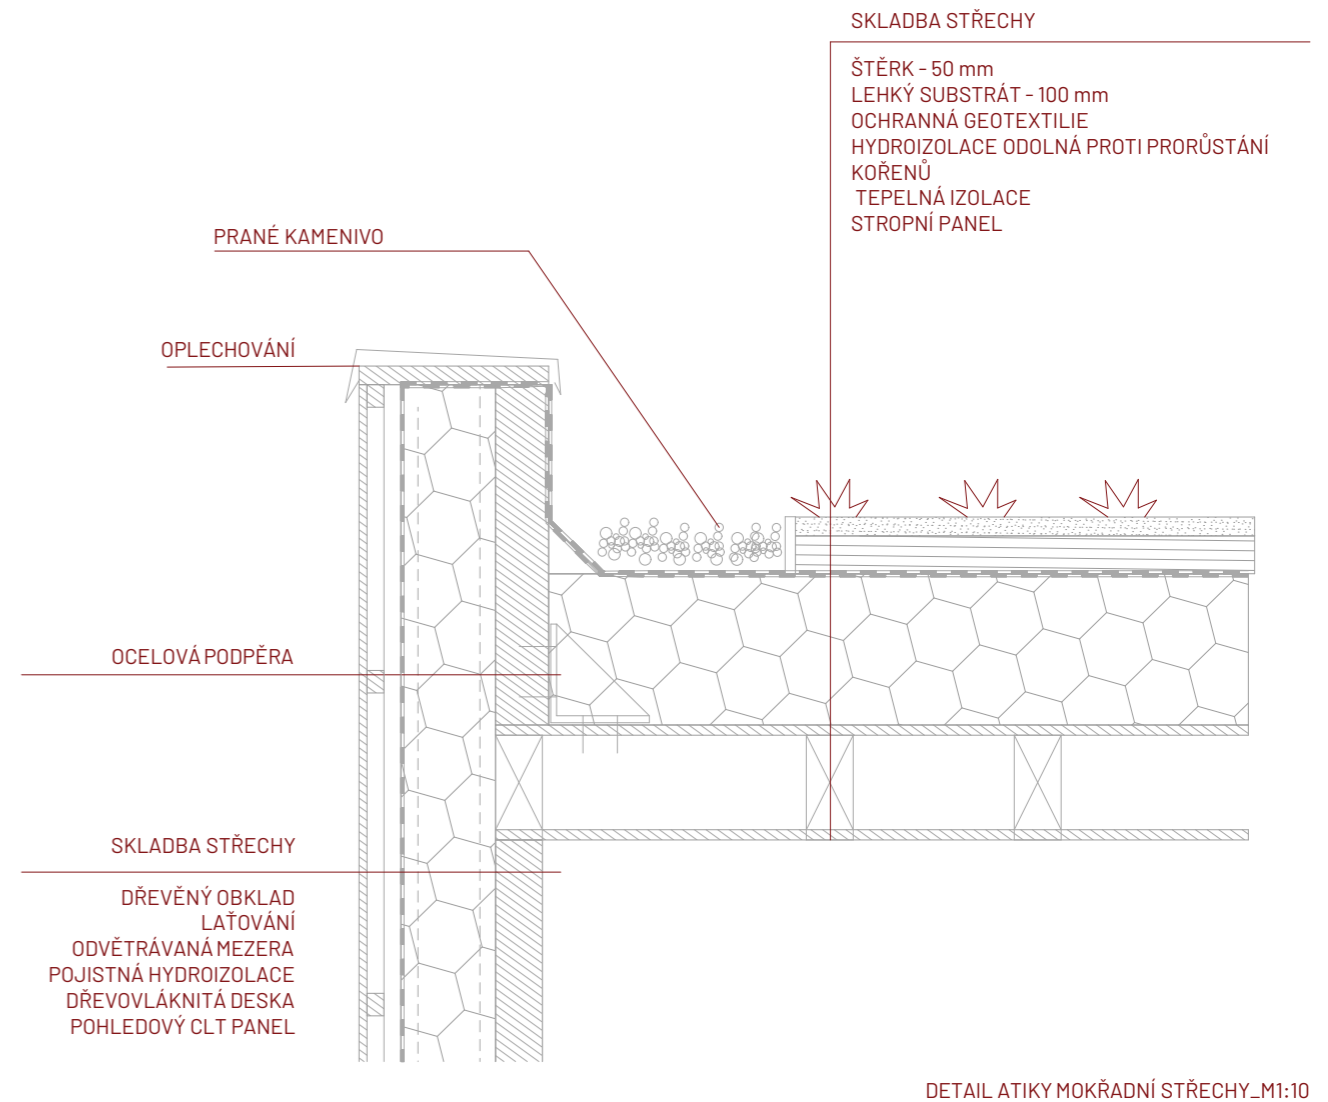 SKLADBA STŘECHY
ŠTĚRK - 50 mm
LEHKÝ SUBSTRÁT - 100 mm
OCHRANNÁ GEOTEXTILIE
HYDROIZOLACE ODOLNÁ PROTI PRORŮSTÁNÍ
KOŘENŮ
TEPELNÁ IZOLACE
STROPNÍ PANEL
PRANÉ KAMENIVO
OPLECHOVÁNÍ
OCELOVÁ PODPĚRA
SKLADBA STŘECHY
DŘEVĚNÝ OBKLAD
LAŤOVÁNÍ
ODVĚTRÁVANÁ MEZERA
POJISTNÁ HYDROIZOLACE
DŘEVOVLÁKNITÁ DESKA
POHLEDOVÝ CLT PANEL
DETAIL ATIKY MOKŘADNÍ STŘECHY_M1:10